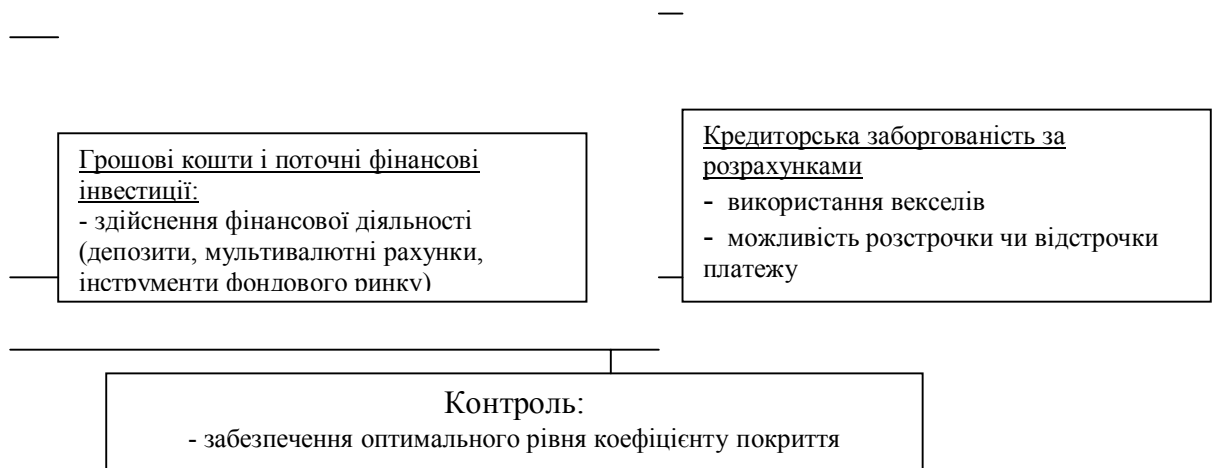 Грошові кошти і поточні фінансові
інвестиції:
- здійснення фінансової діяльності
(депозити, мультивалютні рахунки,
інструменти фондового ринку)
Кредиторська заборгованість за
розрахунками
- використання векселів
- можливість розстрочки чи відстрочки
платежу
Контроль:
- забезпечення оптимального рівня коефіцієнту покриття